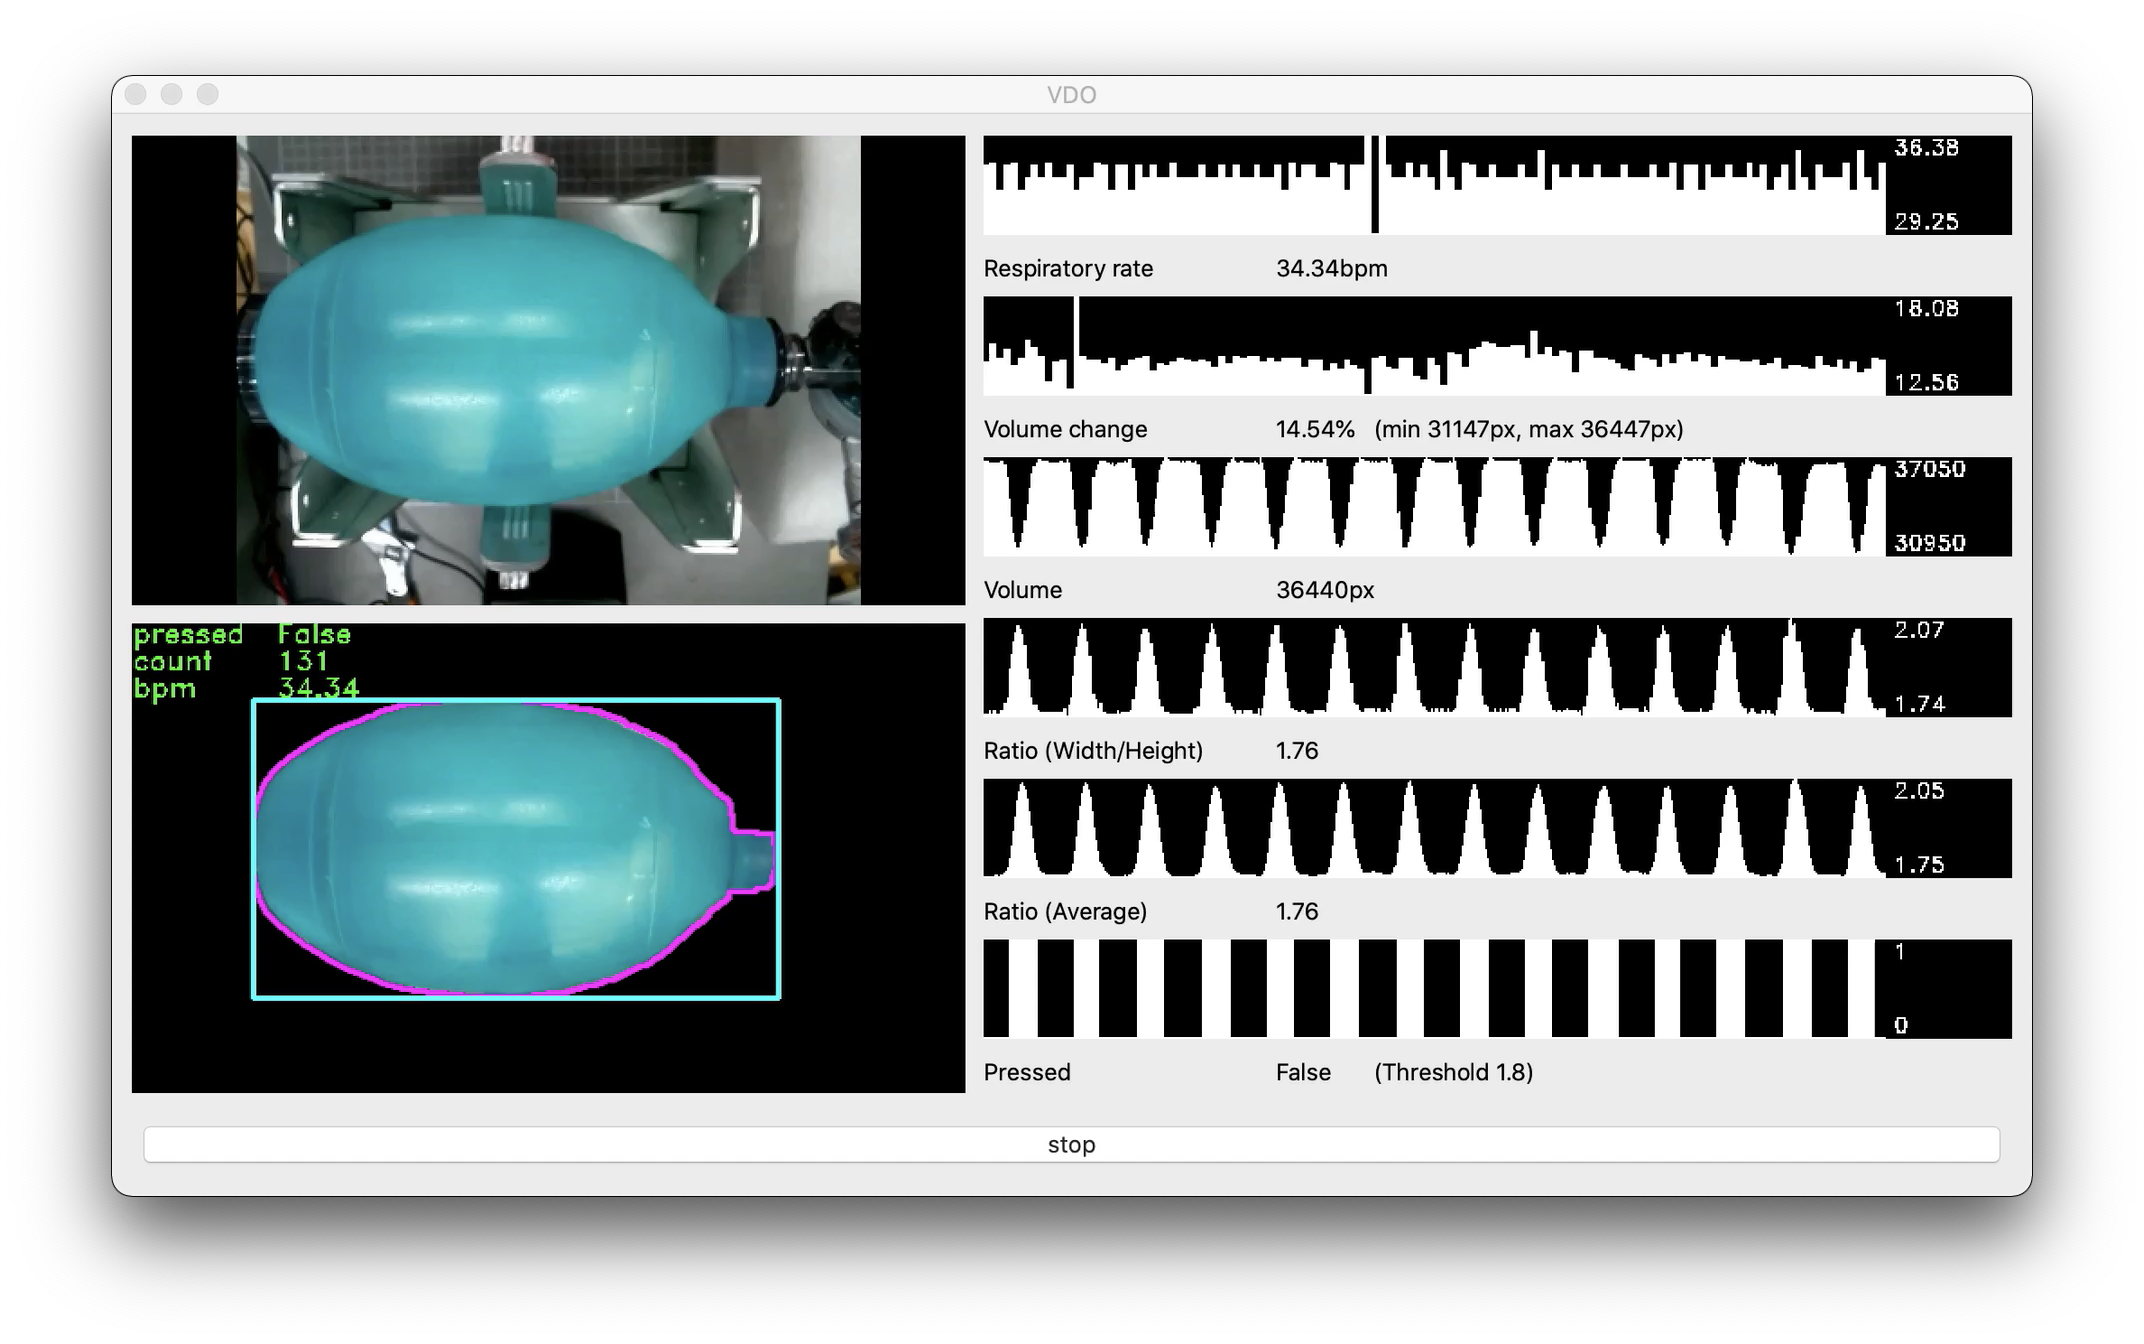 VDO
36.38
29.25
Respiratory rate 34.34bpm
18.08
12.56
Volume change 14.54% (min 31147px, max 36447px)
37050
30950
Volume 36440px
2.07
1.74
Ratio (Width/Height) 1.76
2.05
1.75
Ratio (Average) 1.76
1
0
Pressed False (Threshold 1.8)
pressed False
count 131
bpm 34.34
stop